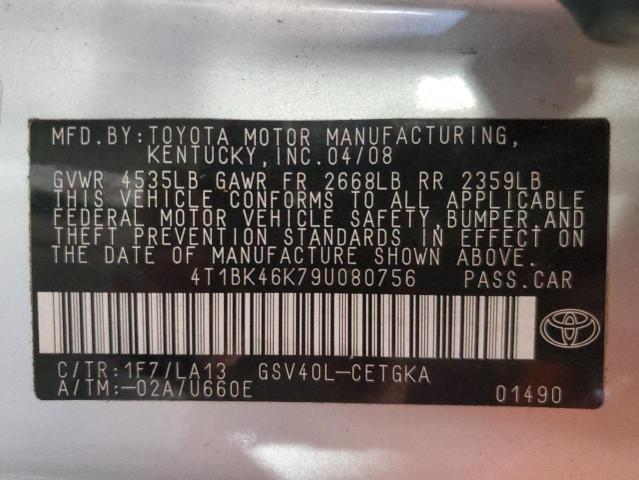 MFD.BY:TOYOTA MOTOR MANUFACTURING,
KENTUCKY,INC.04/08
GVWR 4535LB GAWR FR 2668LB RR 2359LB
THIS VEHICLE CONFORMS TO ALL APPLICABLE
FEDERAL MOTOR VEHICLE SAFETY, BUMPER,AND
THEFT PREVENTION STANDARDS IN EFFECT ON
THE DATE OF MANUFACTURE SHOWN ABOVE.
4T1BK46K79U080756 PASS.CAR
C/TR:1F7/LA13 GSV40L-CETGKA
A/TM:-02A/U660E 01490